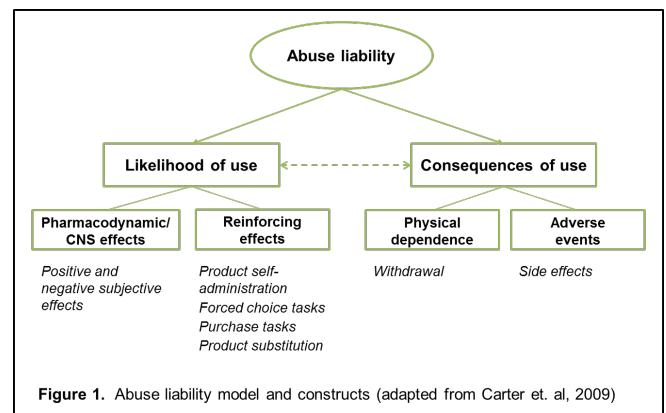 Abuse liability
Likelihood of use
Consequences of use
Pharmacodynamic/
CNS effects
Reinforcing
effects
Physical
dependence
Adverse
events
Positive and
negative subjective
effects
Product self-
administration
Forced choice tasks
Purchase tasks
Product substitution
Withdrawal
Side effects
Figure 1. Abuse liability model and constructs (adapted from Carter et. al, 2009)